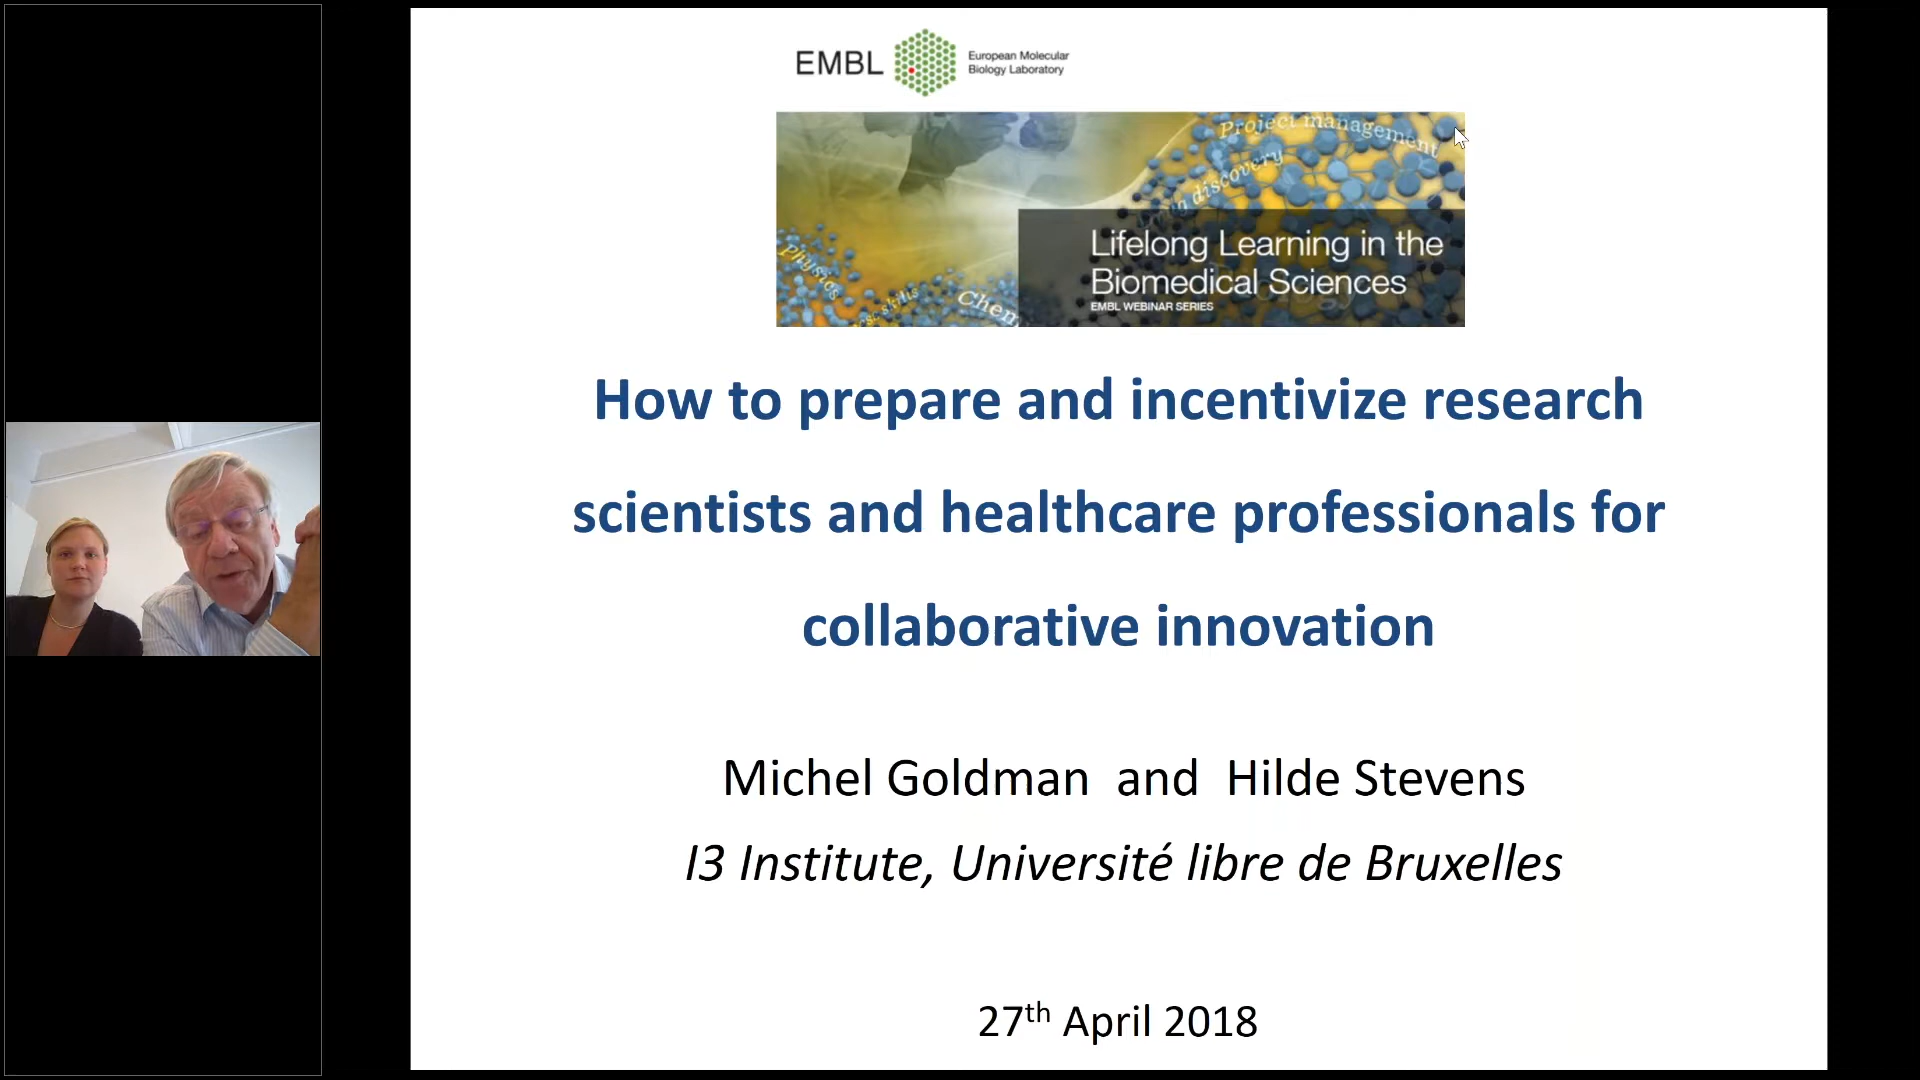 EMBL
European Molecular
Biology Laboratory
Project management
discovery
Physics
skills
Chem
Lifelong Learning in the
Biomedical Sciences
EMBL WEBINAR SERIES
How to prepare and incentivize research
scientists and healthcare professionals for
collaborative innovation
Michel Goldman and Hilde Stevens
I3 Institute, Université libre de Bruxelles
27th April 2018